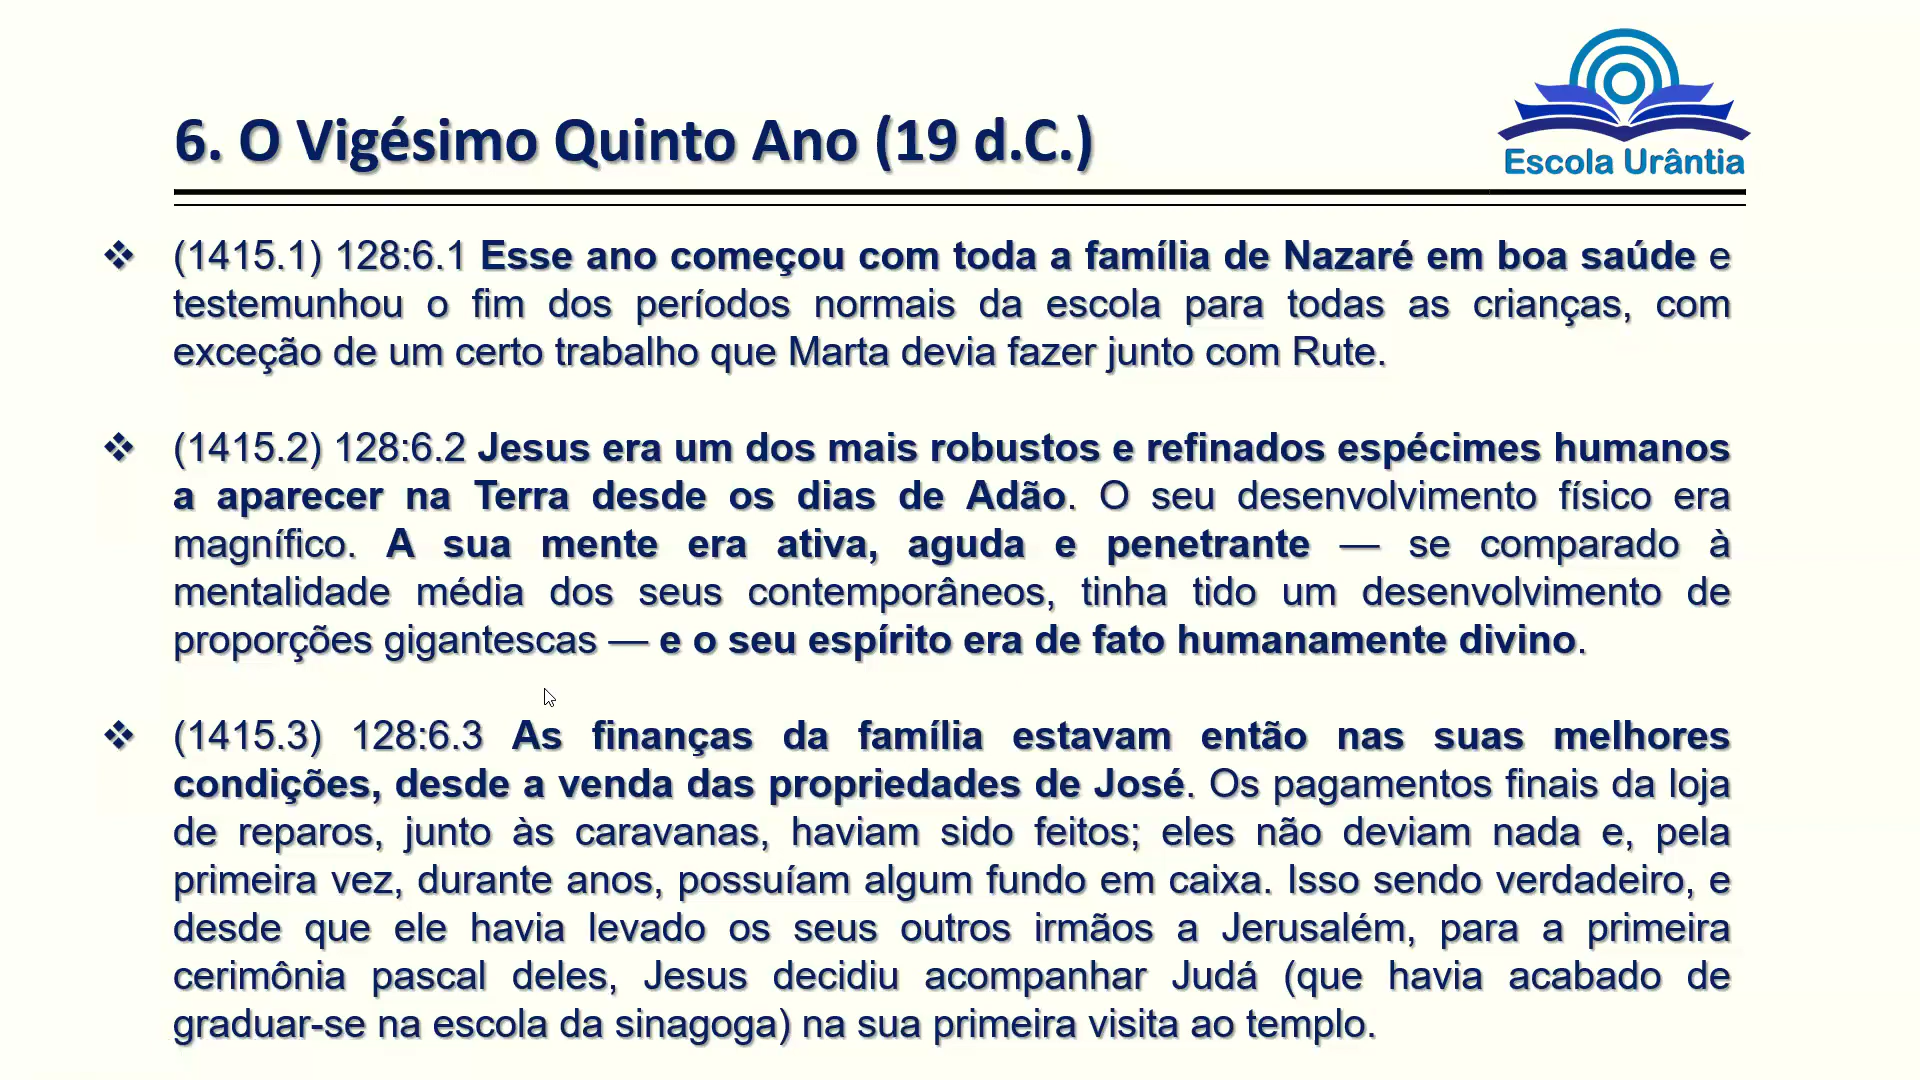 Escola Urântia
6. O Vigésimo Quinto Ano (19 d.C.)
(1415.1) 128:6.1 Esse ano começou com toda a família de Nazaré em boa saúde e
testemunhou o fim dos períodos normais da escola para todas as crianças, com
exceção de um certo trabalho que Marta devia fazer junto com Rute.
(1415.2) 128:6.2 Jesus era um dos mais robustos e refinados espécimes humanos
a aparecer na Terra desde os dias de Adão. O seu desenvolvimento físico era
magnífico. A sua mente era ativa, aguda e penetrante — se comparado à
mentalidade média dos seus contemporâneos, tinha tido um desenvolvimento de
proporções gigantescas — e o seu espírito era de fato humanamente divino.
(1415.3) 128:6.3 As finanças da família estavam então nas suas melhores
condições, desde a venda das propriedades de José. Os pagamentos finais da loja
de reparos, junto às caravanas, haviam sido feitos; eles não deviam nada e, pela
primeira vez, durante anos, possuíam algum fundo em caixa. Isso sendo verdadeiro, e
desde que ele havia levado os seus outros irmãos a Jerusalém, para a primeira
cerimônia pascal deles, Jesus decidiu acompanhar Judá (que havia acabado de
graduar-se na escola da sinagoga) na sua primeira visita ao templo.